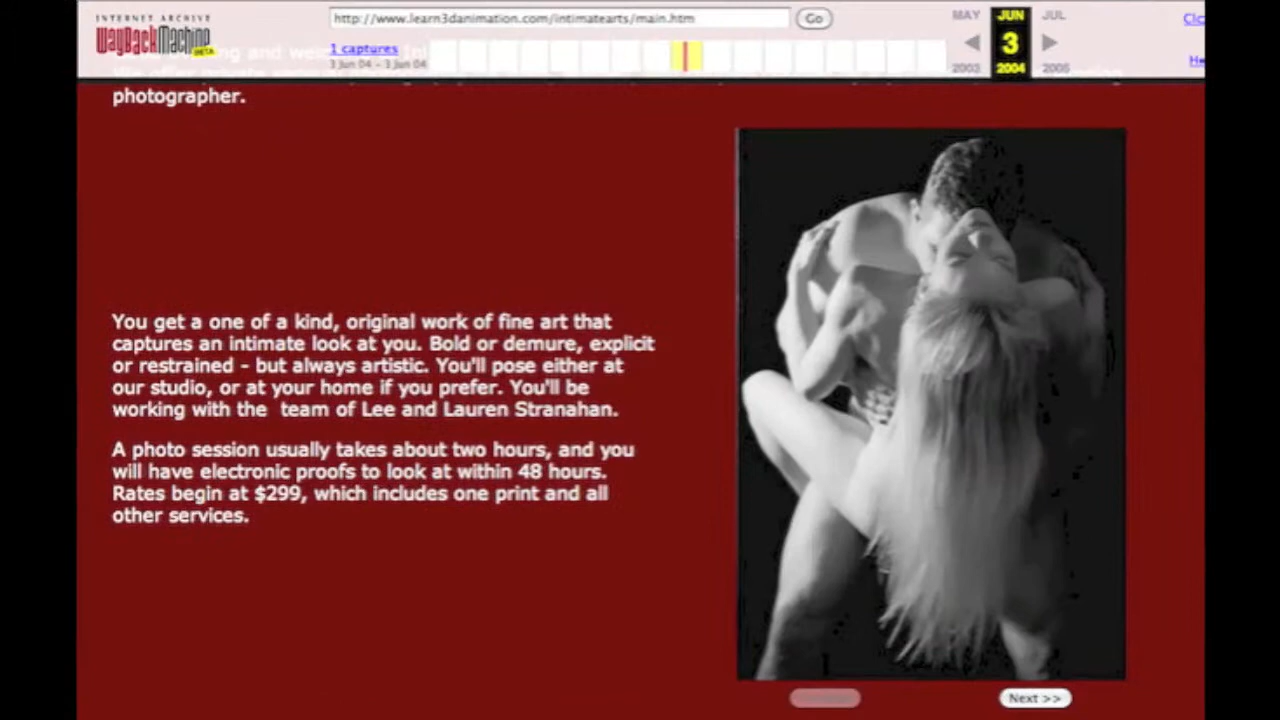 INTERNET ARCHIVE
WayBackMachine
BETA
http://www.learn3danimation.com/intimatearts/main.htm
Go
MAY
JUN
JUL
1 captures
3
3 Jun 04 - 3 Jun 04
2003
2004
2005
photographer.
You get a one of a kind, original work of fine art that
captures an intimate look at you. Bold or demure, explicit
or restrained - but always artistic. You'll pose either at
our studio, or at your home if you prefer. You'll be
working with the team of Lee and Lauren Stranahan.
A photo session usually takes about two hours, and you
will have electronic proofs to look at within 48 hours.
Rates begin at $299, which includes one print and all
other services.
Next >>